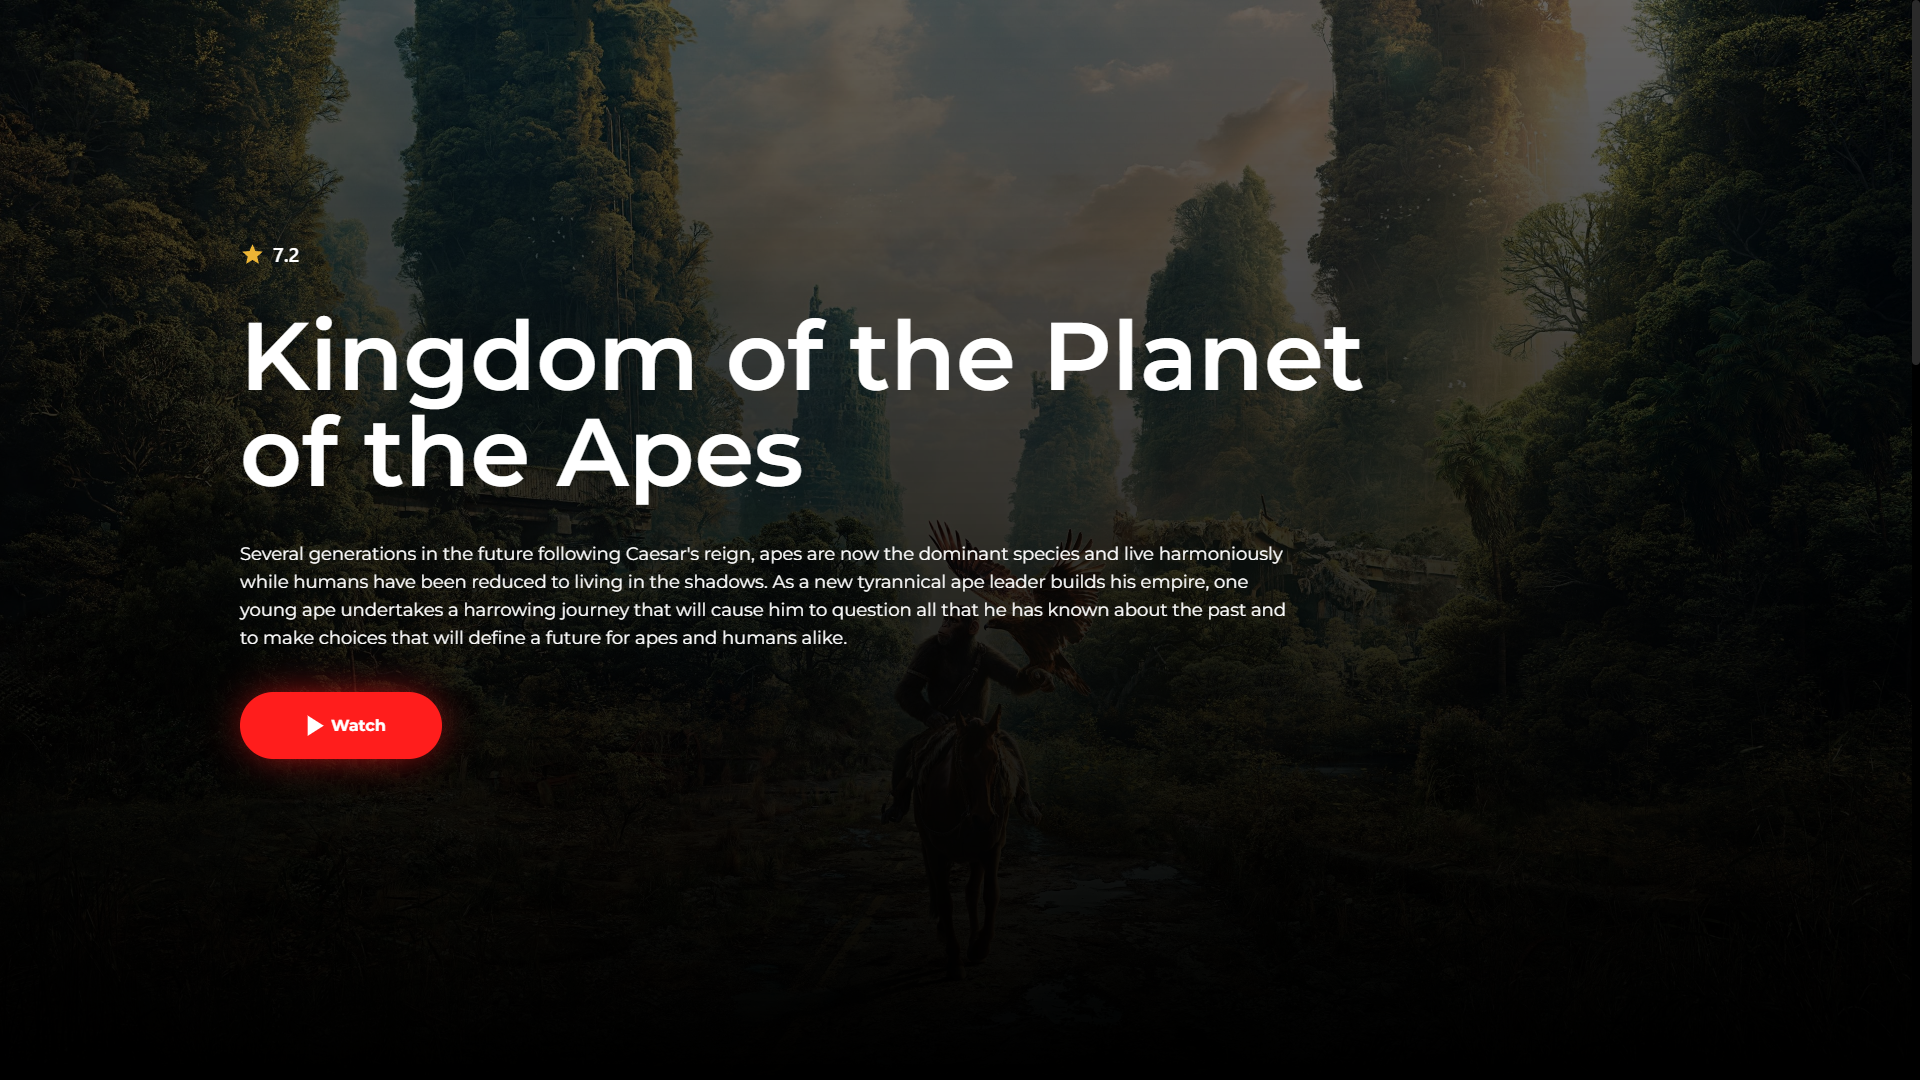 7.2
Kingdom of the Planet
of the Apes
Several generations in the future following Caesar's reign, apes are now the dominant species and live harmoniously
while humans have been reduced to living in the shadows. As a new tyrannical ape leader builds his empire, one
young ape undertakes a harrowing journey that will cause him to question all that he has known about the past and
to make choices that will define a future for apes and humans alike.
Watch